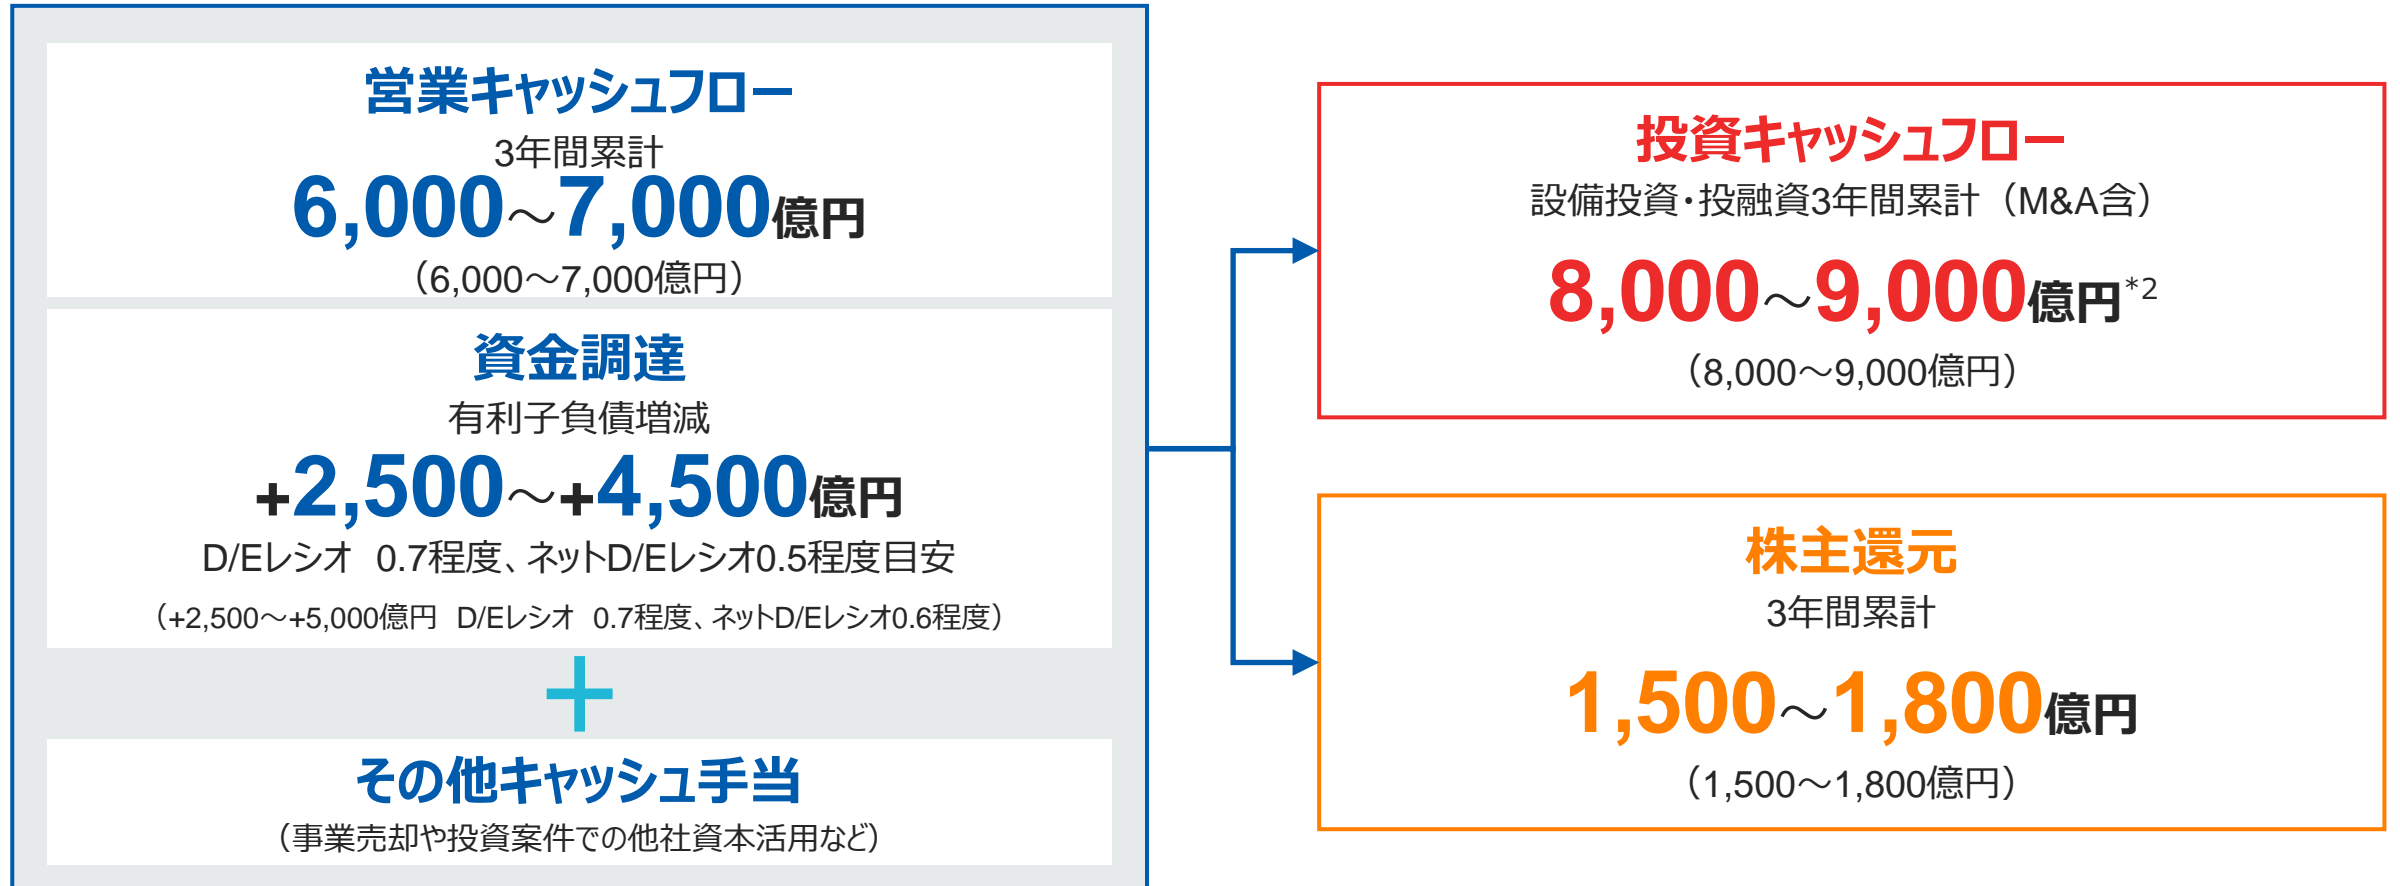 営業キャッシュフロー
3年間累計
6,000～7,000億円
（6,000～7,000億円）
資金調達
有利子負債増減
+2,500～+4,500億円
D/Eレシオ　0.7程度、ネットD/Eレシオ0.5程度目安
（+2,500～+5,000億円　D/Eレシオ　0.7程度、ネットD/Eレシオ0.6程度）
＋
その他キャッシュ手当
（事業売却や投資案件での他社資本活用など）
投資キャッシュフロー
設備投資・投融資3年間累計（M&A含）
8,000～9,000億円*2
（8,000～9,000億円）
株主還元
3年間累計
1,500～1,800億円
（1,500～1,800億円）